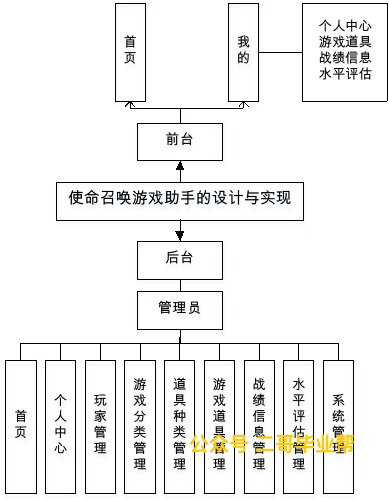 首页
我的
个人中心
游戏道具
战绩信息
水平评估
前台
使命召唤游戏助手的设计与实现
后台
管理员
首页
个人中心
玩家管理
游戏分类管理
道具种类管理
游戏道具管理
战绩信息管理
水平评估管理
系统管理
公众号 二哥毕业帮